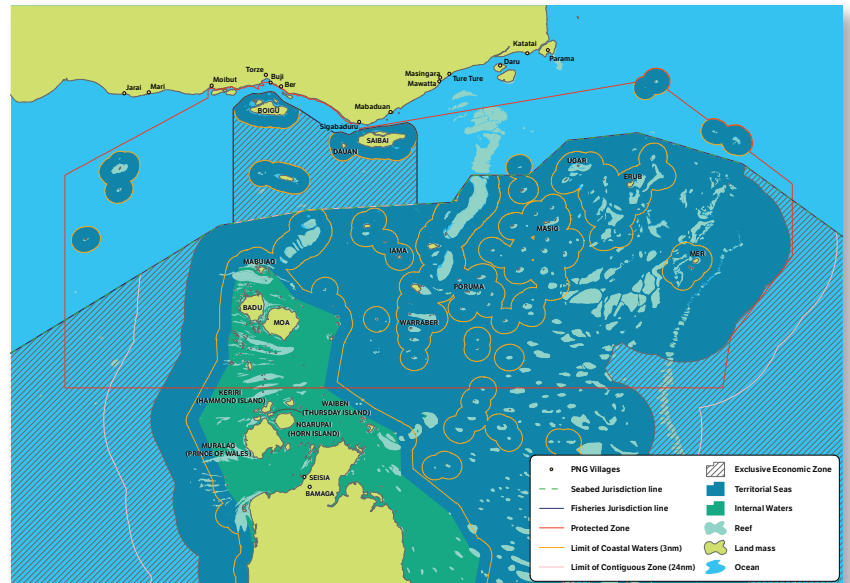 Katatai
Parama
Daru
Torze
Buji
Ber
Moibut
Jarai
Mari
Masingara
Mawatta
Ture Ture
Mabaduan
Sigabaduru
BOIGU
SAIBAI
DAUAN
UGAR
ERUB
MASIG
IAMA
MER
MABUIAG
PORUMA
BADU
MOA
WARRABER
KERIRI
(HAMMOND ISLAND)
WAIBEN
(THURSDAY ISLAND)
NGARUPAI
(HORN ISLAND)
MURALAG
(PRINCE OF WALES)
SEISIA
BAMAGA
PNG Villages
Seabed Jurisdiction line
Fisheries Jurisdiction line
Protected Zone
Limit of Coastal Waters (3nm)
Limit of Contiguous Zone (24nm)
Exclusive Economic Zone
Territorial Seas
Internal Waters
Reef
Land mass
Ocean